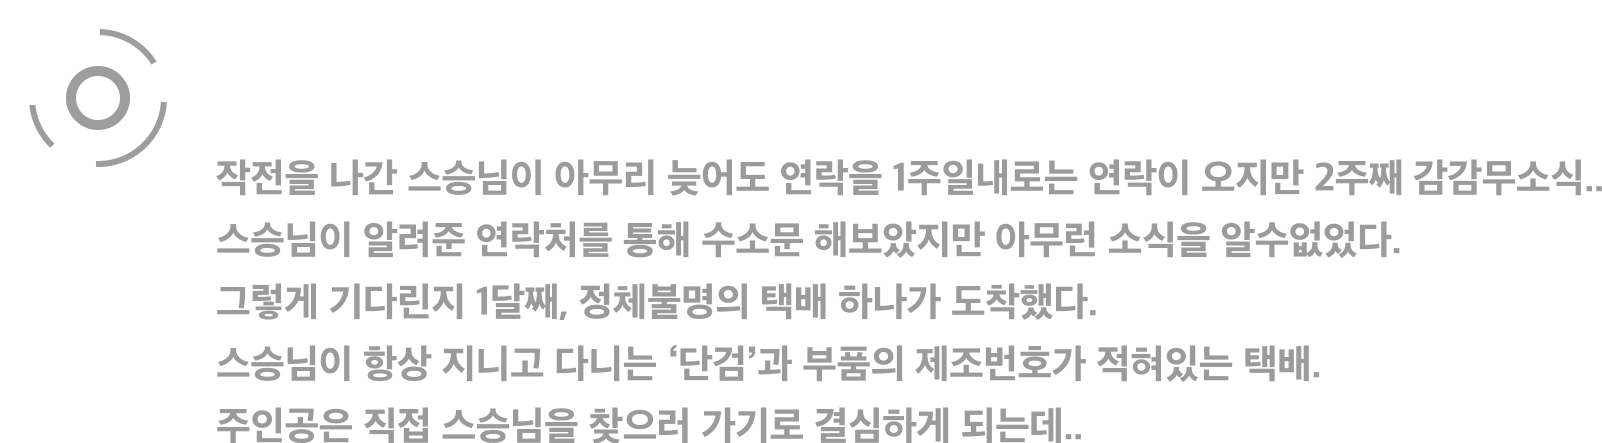 작전을 나간 스승님이 아무리 늦어도 연락을 1주일내로는 연락이 오지만 2주째 감감무소식..
스승님이 알려준 연락처를 통해 수소문 해보았지만 아무런 소식을 알수없었다.
그렇게 기다린지 1달째, 정체불명의 택배 하나가 도착했다.
스승님이 항상 지니고 다니는 ‘단검’과 부품의 제조번호가 적혀있는 택배.
주인공은 직접 스승님을 찾으러 가기로 결심하게 되는데..